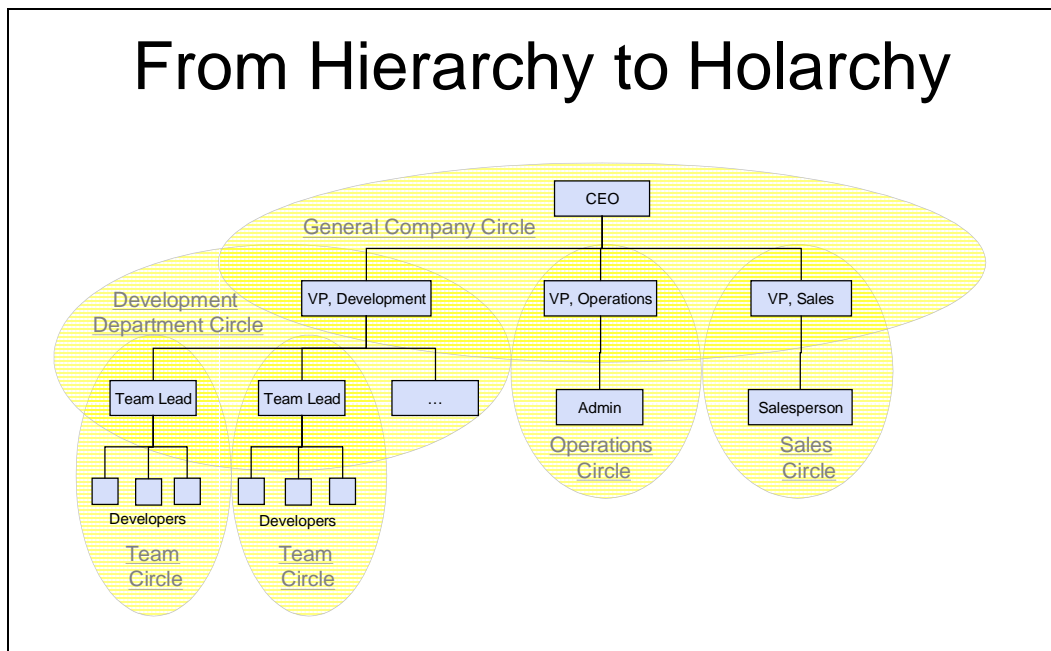 From Hierarchy to Holarchy
CEO
General Company Circle
VP, Development
VP, Operations
VP, Sales
Development
Department Circle
Team Lead
Team Lead
…
Admin
Salesperson
Operations
Circle
Sales
Circle
Developers
Developers
Team
Circle
Team
Circle